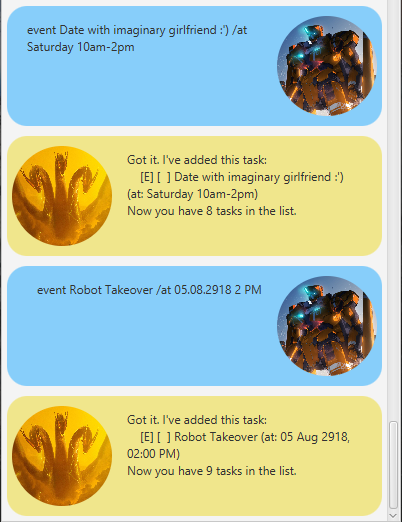 event Date with imaginary girlfriend :') /at
Saturday 10am-2pm
Got it. I've added this task:
[E] [  ] Date with imaginary girlfriend :')
(at: Saturday 10am-2pm)
Now you have 8 tasks in the list.
event Robot Takeover /at 05.08.2918 2 PM
Got it. I've added this task:
[E] [  ] Robot Takeover (at: 05 Aug 2918,
02:00 PM)
Now you have 9 tasks in the list.